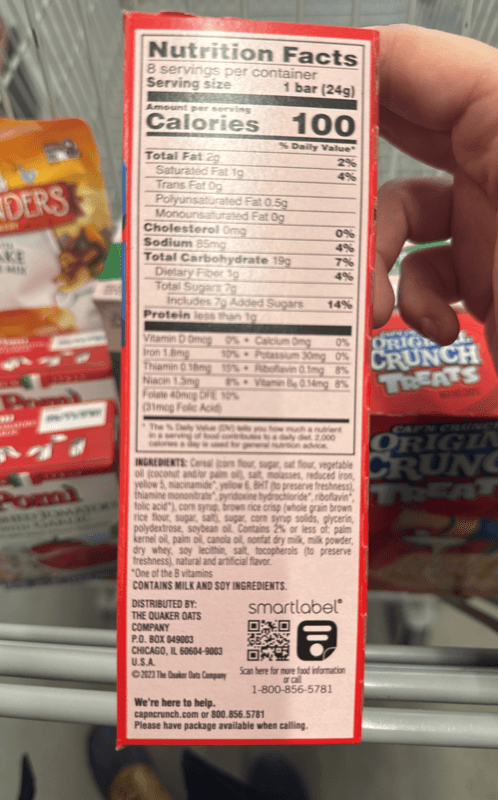 Nutrition Facts
8 servings per container
Serving size 1 bar (24g)
Amount per serving
Calories 100
% Daily Value*
Total Fat 2g 2%
Saturated Fat 1g 4%
Trans Fat 0g
Polyunsaturated Fat 0.5g
Monounsaturated Fat 0g
Cholesterol 0mg 0%
Sodium 85mg 4%
Total Carbohydrate 19g 7%
Dietary Fiber 1g 4%
Total Sugars 7g
Includes 7g Added Sugars 14%
Protein less than 1g
Vitamin D 0mcg 0% • Calcium 0mg 0%
Iron 1.8mg 10% • Potassium 30mg 0%
Thiamin 0.18mg 15% • Riboflavin 0.1mg 8%
Niacin 1.3mg 8% • Vitamin B6 0.14mg 8%
Folate 40mcg DFE 10%
(31mcg Folic Acid)
* The % Daily Value (DV) tells you how much a nutrient
in a serving of food contributes to a daily diet. 2,000
calories a day is used for general nutrition advice.
INGREDIENTS: Cereal (corn flour, sugar, oat flour, vegetable
oil (coconut and/or palm oil), salt, molasses, reduced iron,
yellow 5, niacinamide*, yellow 6, BHT (to preserve freshness),
thiamine mononitrate*, pyridoxine hydrochloride*, riboflavin*,
folic acid*), corn syrup, brown rice crisp (whole grain brown
rice flour, sugar, salt), sugar, corn syrup solids, glycerin,
polydextrose, soybean oil. Contains 2% or less of: palm
kernel oil, palm oil, canola oil, nonfat dry milk, milk powder,
dry whey, soy lecithin, salt, tocopherols (to preserve
freshness), natural and artificial flavor.
*One of the B vitamins
CONTAINS MILK AND SOY INGREDIENTS.
DISTRIBUTED BY:
THE QUAKER OATS
COMPANY
P.O. BOX 049003
CHICAGO, IL 60604-9003
U.S.A.
©2023 The Quaker Oats Company
smartlabel®
Scan here for more food information
or call
1-800-856-5781
We're here to help.
capncrunch.com or 800.856.5781
Please have package available when calling.
NDERS
CRUNCH
TREATS
CAP'N CRUNCH
Pozni